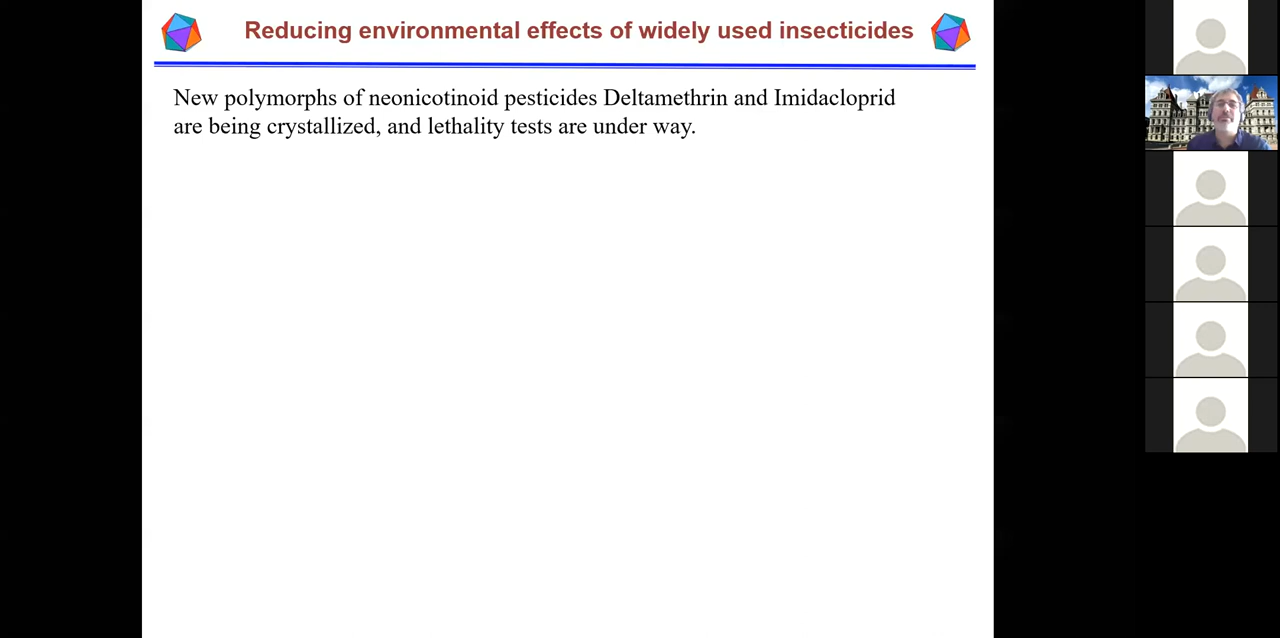 Reducing environmental effects of widely used insecticides
New polymorphs of neonicotinoid pesticides Deltamethrin and Imidacloprid
are being crystallized, and lethality tests are under way.